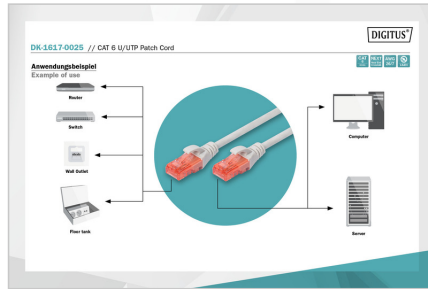 DIGITUS®
DK-1617-0025 // CAT 6 U/UTP Patch Cord
CAT
Anwendungsbeispiel
Example of use
Router
Switch
Wall Outlet
Floor tank
Computer
Server